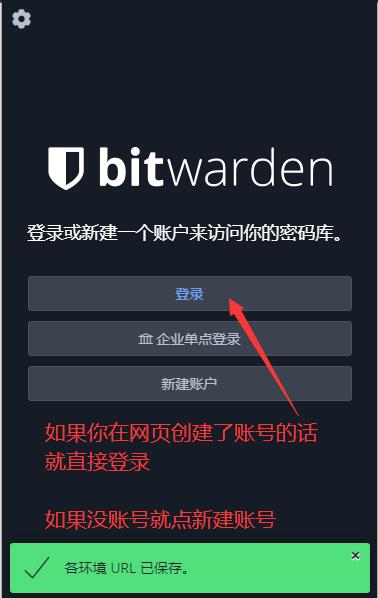 bitwarden
登录或新建一个账户来访问你的密码库。
登录
企业单点登录
新建账户
如果你在网页创建了账号的话
就直接登录
如果没账号就点新建账号
各环境 URL 已保存。